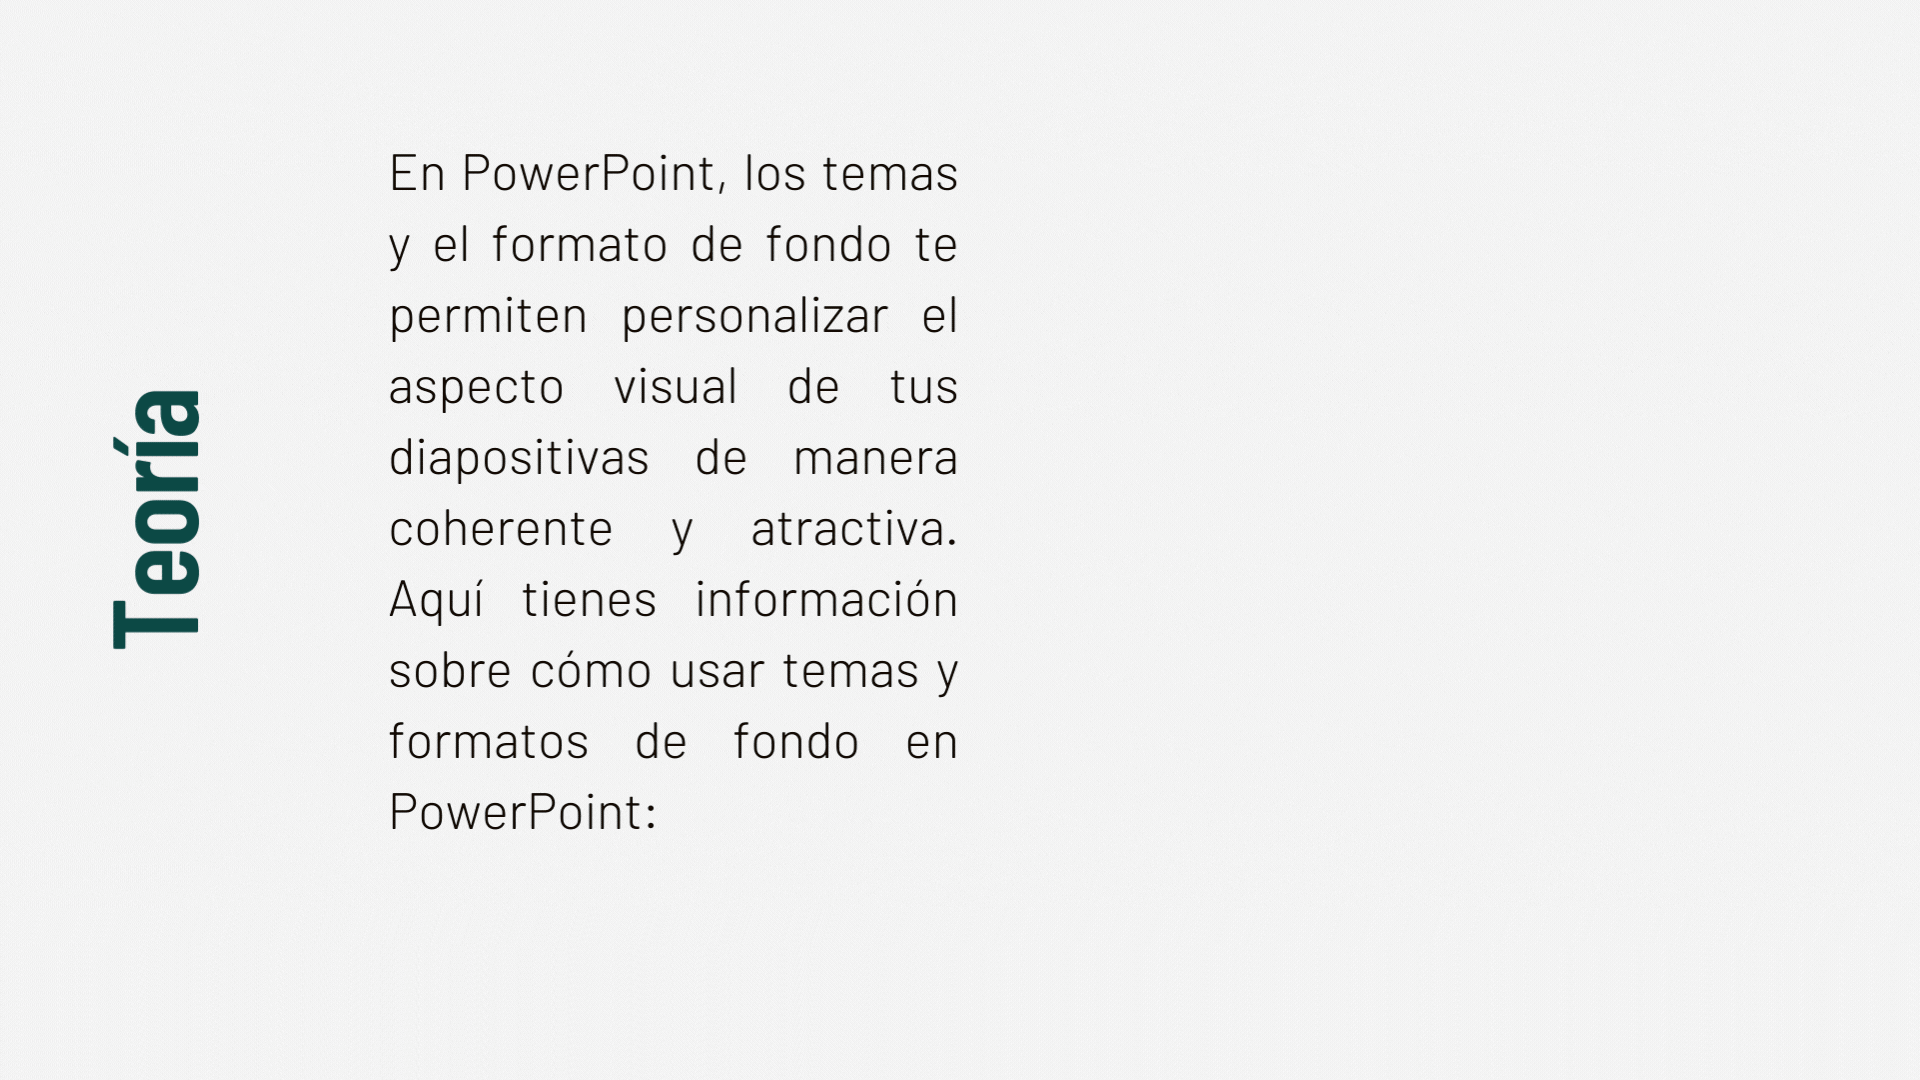 Teoría
En PowerPoint, los temas
y el formato de fondo te
permiten personalizar el
aspecto visual de tus
diapositivas de manera
coherente y atractiva.
Aquí tienes información
sobre cómo usar temas y
formatos de fondo en
PowerPoint: